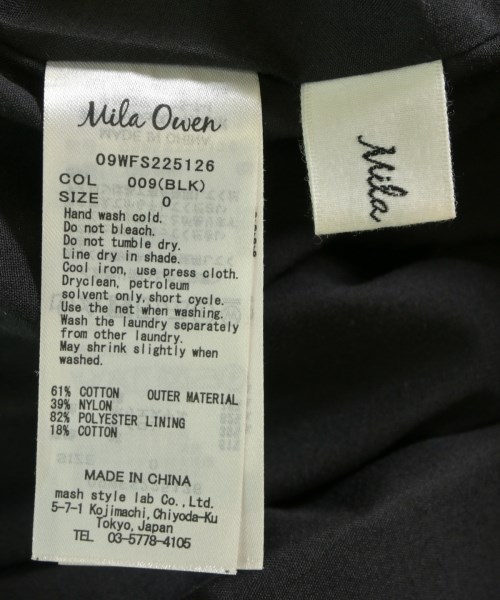 Mila Owen
MADE IN CHINA
09WFS225126
COL 009(BLK)
SIZE 0
Hand wash cold.
Do not bleach.
Do not tumble dry.
Line dry in shade.
Cool iron, use press cloth.
Dryclean, petroleum
solvent only, short cycle.
Use the net when washing.
Wash the laundry separately
from other laundry.
May shrink slightly when
washed.
61% COTTON OUTER MATERIAL
39% NYLON
82% POLYESTER LINING
18% COTTON
MADE IN CHINA
mash style lab Co., Ltd.
5-7-1 Kojimachi, Chiyoda-Ku
Tokyo, Japan
TEL 03-5778-4105
Mila